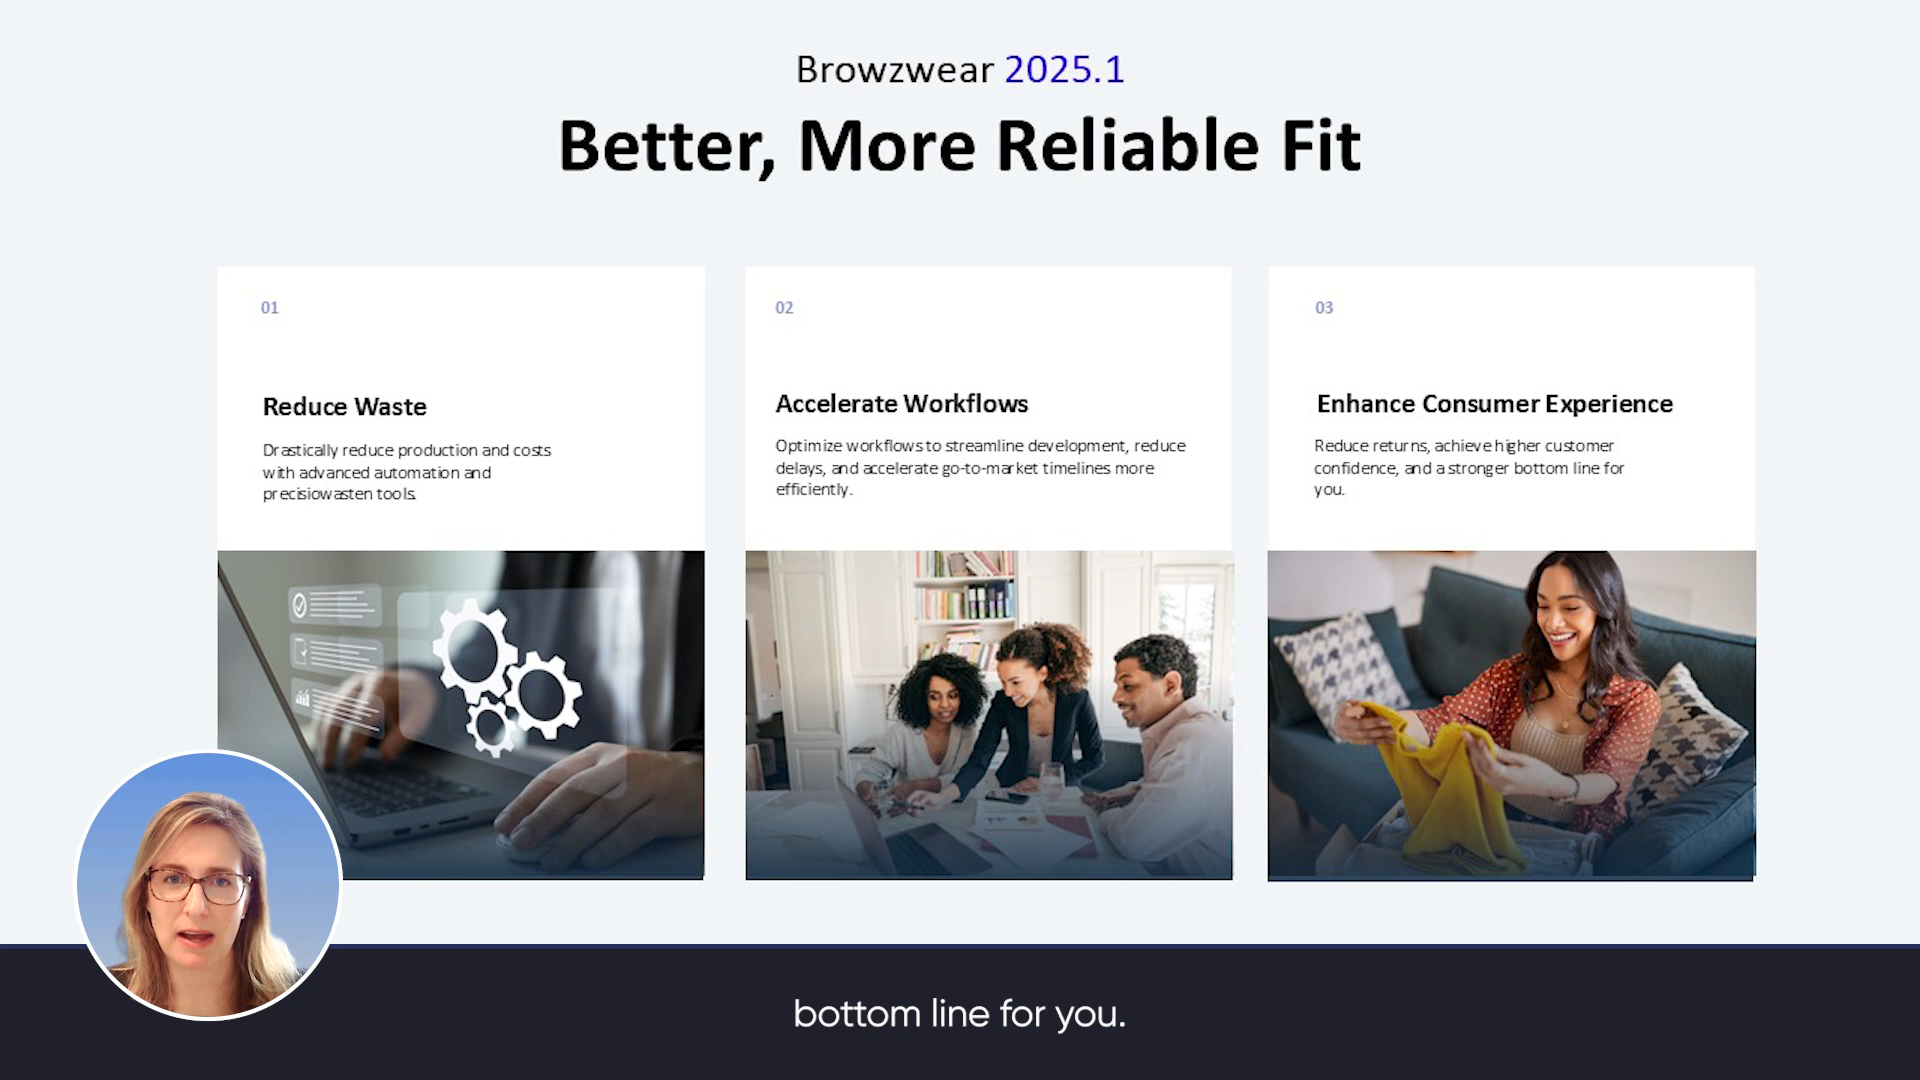 Browzwear 2025.1
Better, More Reliable Fit
01
Reduce Waste
Drastically reduce production and costs
with advanced automation and
precisiowasten tools.
02
Accelerate Workflows
Optimize workflows to streamline development, reduce
delays, and accelerate go-to-market timelines more
efficiently.
03
Enhance Consumer Experience
Reduce returns, achieve higher customer
confidence, and a stronger bottom line for
you.
bottom line for you.